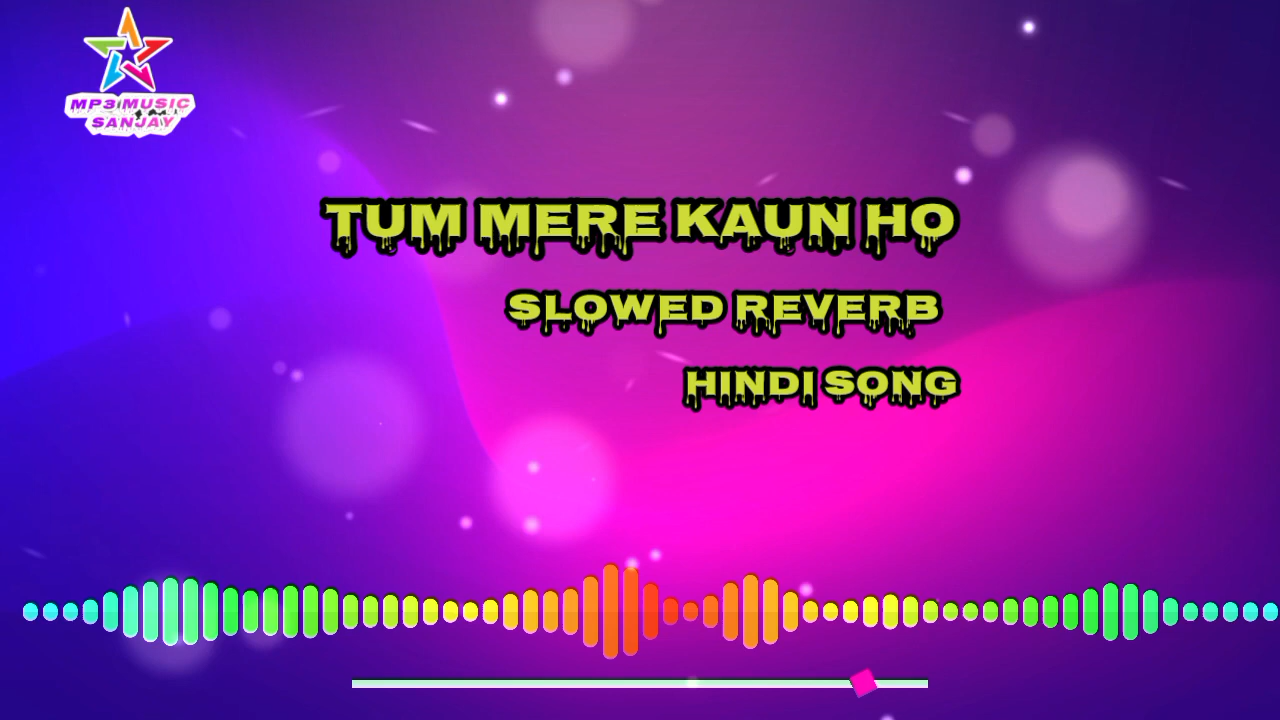 MP3 MUSIC
SANJAY
TUM MERE KAUN HO
SLOWED REVERB
HINDI SONG